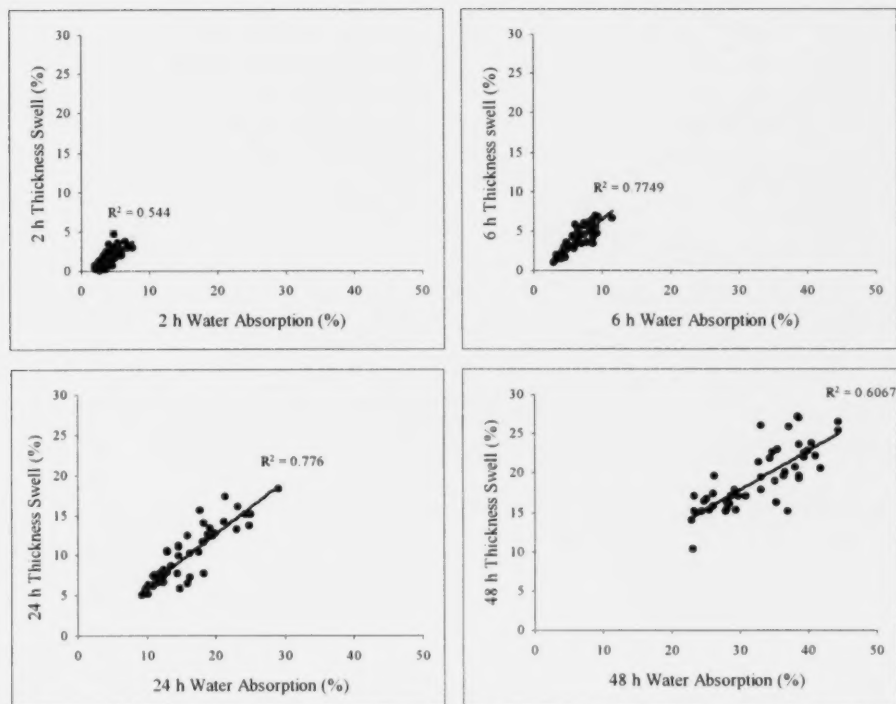 30
25
20
15
10
5
0
2 h Thickness Swell (%)
R² = 0.544
0 10 20 30 40 50
2 h Water Absorption (%)
30
25
20
15
10
5
0
6 h Thickness swell (%)
R² = 0.7749
0 10 20 30 40 50
6 h Water Absorption (%)
30
25
20
15
10
5
0
24 h Thickness Swell (%)
R² = 0.776
0 10 20 30 40 50
24 h Water Absorption (%)
30
25
20
15
10
5
0
48 h Thickness Swell (%)
R² = 0.6067
0 10 20 30 40 50
48 h Water Absorption (%)